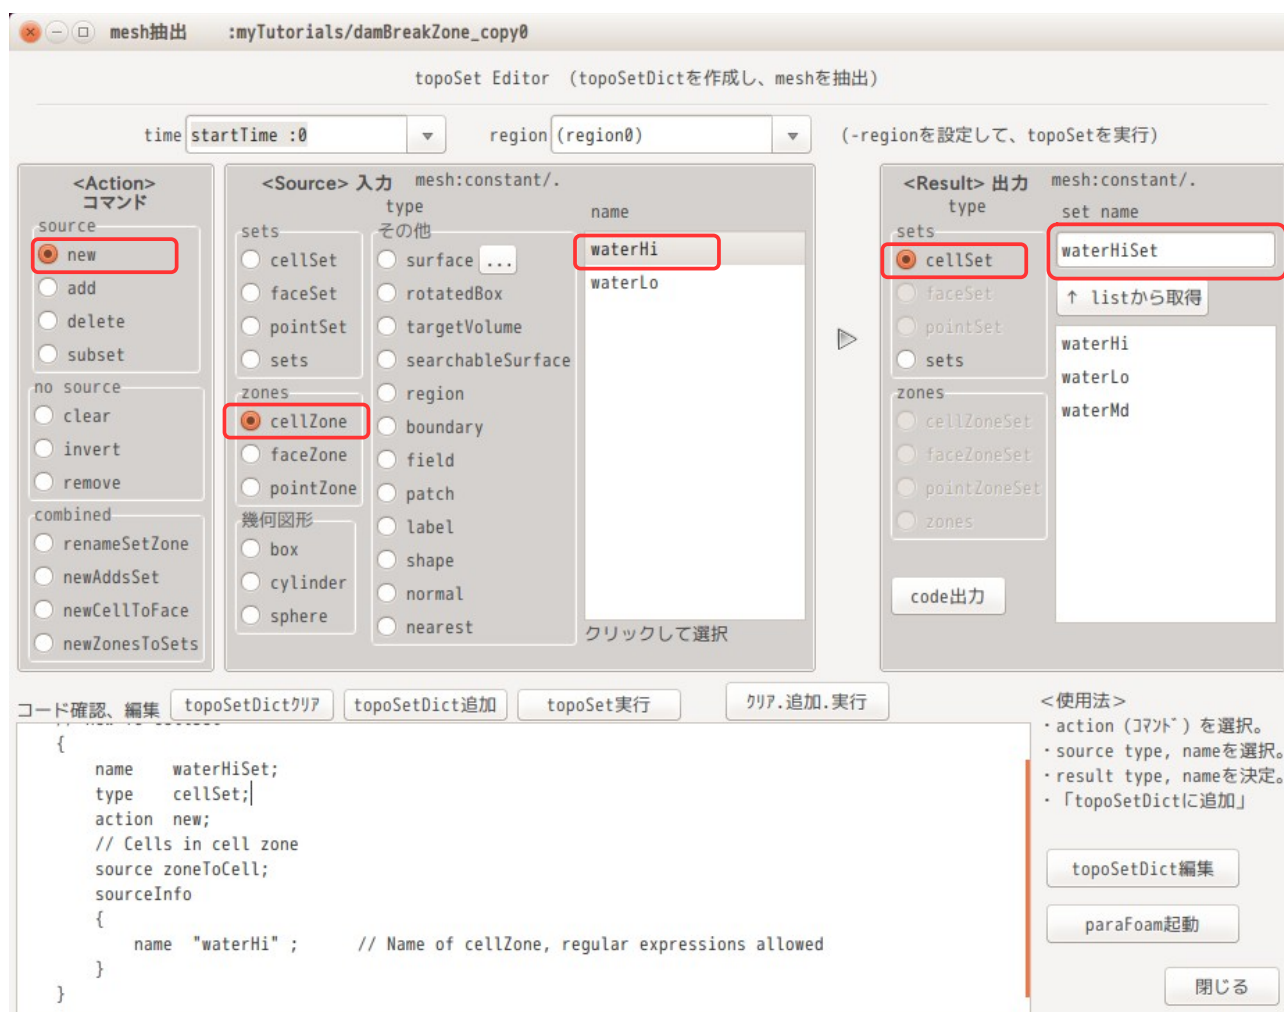 mesh抽出 :myTutorials/damBreakZone_copy0
topoSet Editor (topoSetDictを作成し、meshを抽出)
time startTime :0 region (region0) (-regionを設定して、topoSetを実行)
<Action>
コマンド
source
new
add
delete
subset
no source
clear
invert
remove
combined
renameSetZone
newAddsSet
newCellToFace
newZonesToSets
<Source> 入力 mesh:constant/.
type
sets
cellSet
faceSet
pointSet
sets
zones
cellZone
faceZone
pointZone
幾何図形
box
cylinder
sphere
その他
surface ...
rotatedBox
targetVolume
searchableSurface
region
boundary
field
patch
label
shape
normal
nearest
name
waterHi
waterLo
クリックして選択
<Result> 出力 mesh:constant/.
type
sets
cellSet
faceSet
pointSet
sets
zones
cellZoneSet
faceZoneSet
pointZoneSet
zones
code出力
set name
waterHiSet
↑ listから取得
waterHi
waterLo
waterMd
コード確認、編集 topoSetDictｸﾘｱ topoSetDict追加 topoSet実行 ｸﾘｱ.追加.実行
{
name waterHiSet;
type cellSet;
action new;
// Cells in cell zone
source zoneToCell;
sourceInfo
{
name "waterHi" ; // Name of cellZone, regular expressions allowed
}
}
<使用法>
・action (ｺﾏﾝﾄﾞ) を選択。
・source type, nameを選択。
・result type, nameを決定。
・「topoSetDictに追加」
topoSetDict編集
paraFoam起動
閉じる